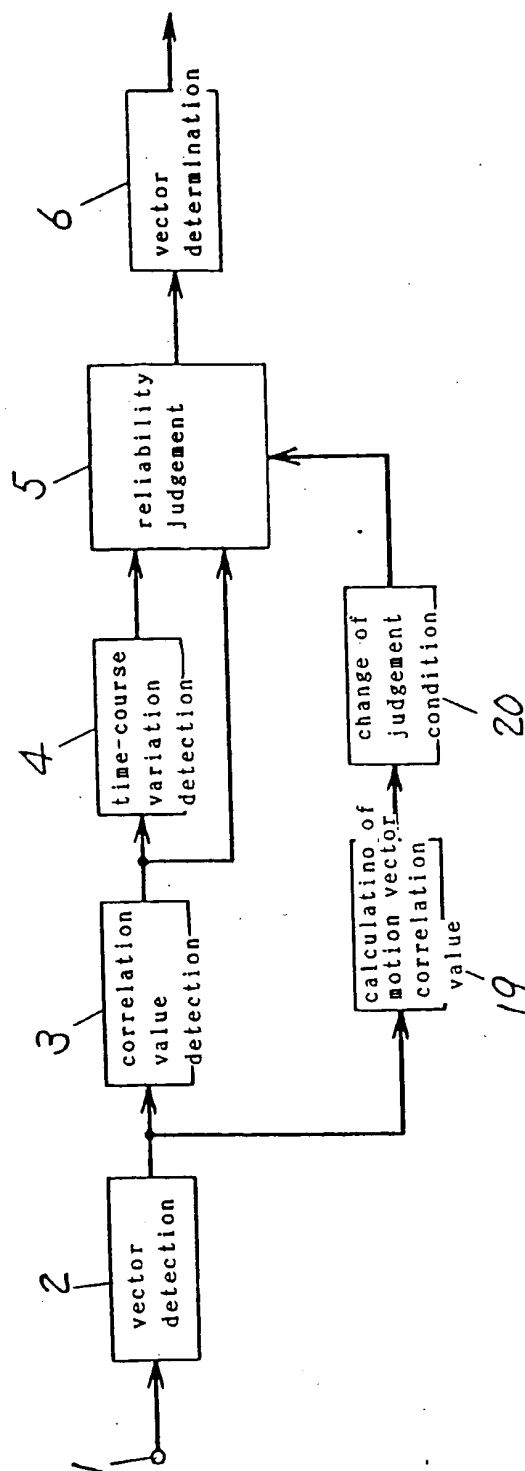 1
2
vector
detection
3
correlation
value
detection
4
time-course
variation
detection
5
reliability
judgement
6
vector
determination
calculatino of
motion vector
correlation
value
19
change of
judgement
condition
20